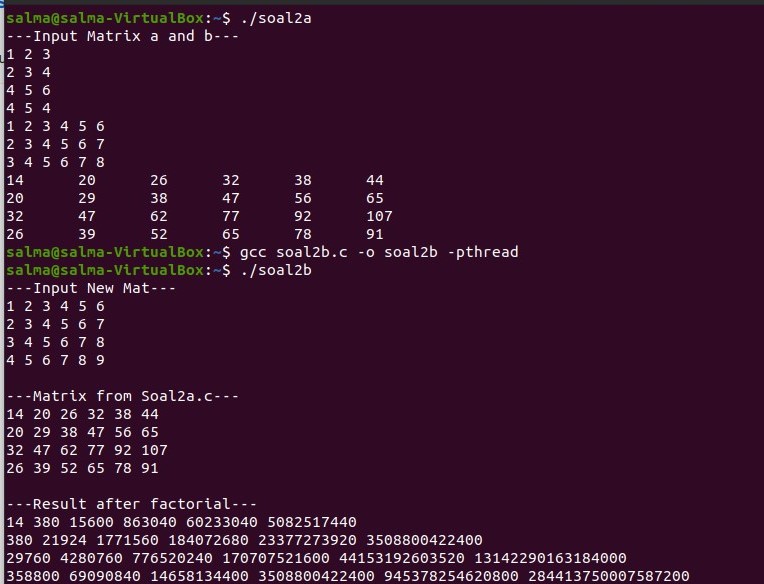 salma@salma-VirtualBox:~$ ./soal2a
---Input Matrix a and b---
1 2 3
2 3 4
4 5 6
4 5 4
1 2 3 4 5 6
2 3 4 5 6 7
3 4 5 6 7 8
14 20 26 32 38 44
20 29 38 47 56 65
32 47 62 77 92 107
26 39 52 65 78 91
salma@salma-VirtualBox:~$ gcc soal2b.c -o soal2b -pthread
salma@salma-VirtualBox:~$ ./soal2b
---Input New Mat---
1 2 3 4 5 6
2 3 4 5 6 7
3 4 5 6 7 8
4 5 6 7 8 9
---Matrix from Soal2a.c---
14 20 26 32 38 44
20 29 38 47 56 65
32 47 62 77 92 107
26 39 52 65 78 91
---Result after factorial---
14 380 15600 863040 60233040 5082517440
380 21924 1771560 184072680 23377273920 3508800422400
29760 4280760 776520240 170707521600 44153192603520 13142290163184000
358800 69090840 14658134400 3508800422400 945378254620800 284413750007587200